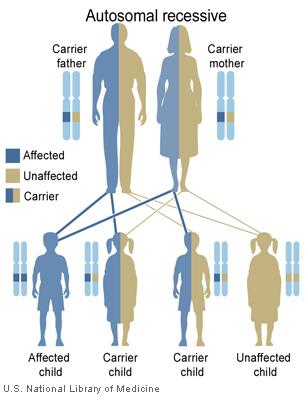 Autosomal recessive
Carrier
father
Carrier
mother
Affected
Unaffected
Carrier
Affected
child
Carrier
child
Carrier
child
Unaffected
child
U.S. National Library of Medicine